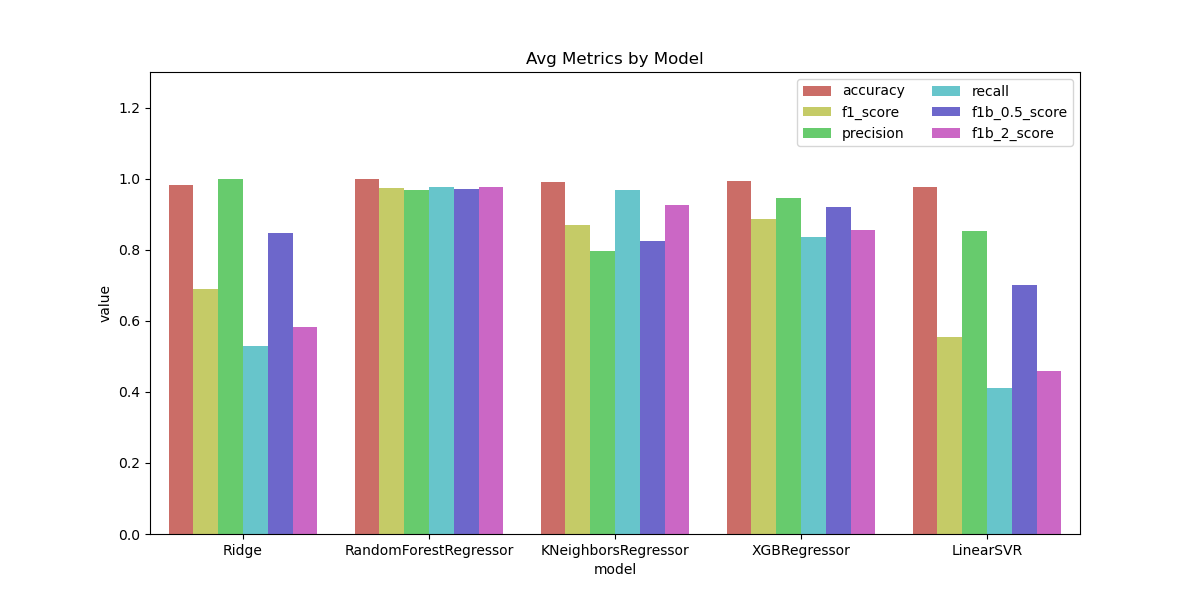 Avg Metrics by Model
accuracy
f1_score
precision
recall
f1b_0.5_score
f1b_2_score
value
1.2
1.0
0.8
0.6
0.4
0.2
0.0
Ridge
RandomForestRegressor
KNeighborsRegressor
XGBRegressor
LinearSVR
model